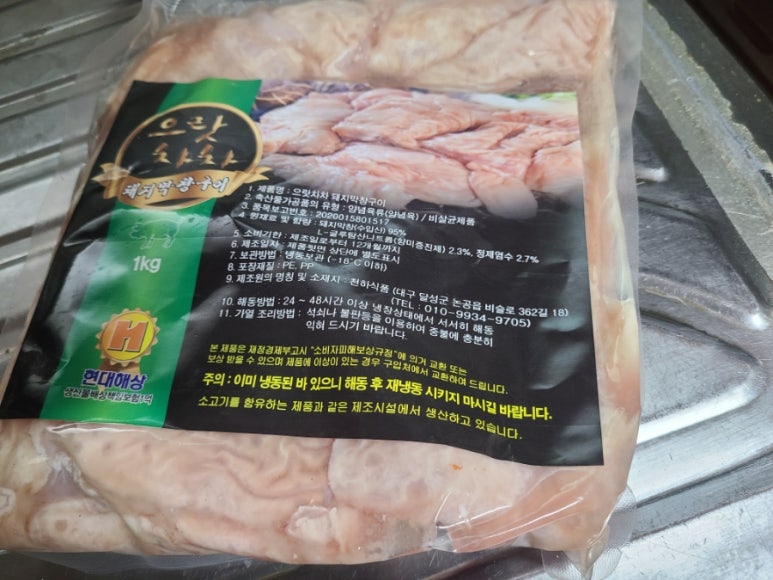 으랏
차차
돼지막창구이
1kg
H
현대해상
생산물배상책임보험1억
1. 제품명 : 으랏차차 돼지막창구이
2. 축산물가공품의 유형 : 양념육류(양념육) / 비살균제품
3. 품목보고번호 : 2020015801517
4. 원재료 및 함량 : 돼지막창(수입산) 95%
L-글루탐산나트륨(향미증진제) 2.3%, 정제염수 2.7%
5. 소비기한 : 제조일로부터 12개월까지
6. 제조일자 : 제품 뒷면 상단에 별도표시
7. 보관방법 : 냉동보관 (-18°C 이하)
8. 포장재질 : PE, PP
9. 제조원의 명칭 및 소재지 : 천하식품 (대구 달성군 논공읍 비슬로 362길 18)
(TEL : 010-9934-9705)
10. 해동방법 : 24 ~ 48시간 이상 냉장상태에서 서서히 해동
11. 가열 조리방법 : 석쇠나 불판등을 이용하여 중불에 충분히
익혀 드시기 바랍니다.
본 제품은 재정경제부고시 "소비자피해보상규정"에 의거 교환 또는
보상 받을 수 있으며 제품에 이상이 있는 경우 구입처에서 교환하여 드립니다.
주의 : 이미 냉동된 바 있으니 해동 후 재냉동 시키지 마시길 바랍니다.
소고기를 함유하는 제품과 같은 제조시설에서 생산하고 있습니다.